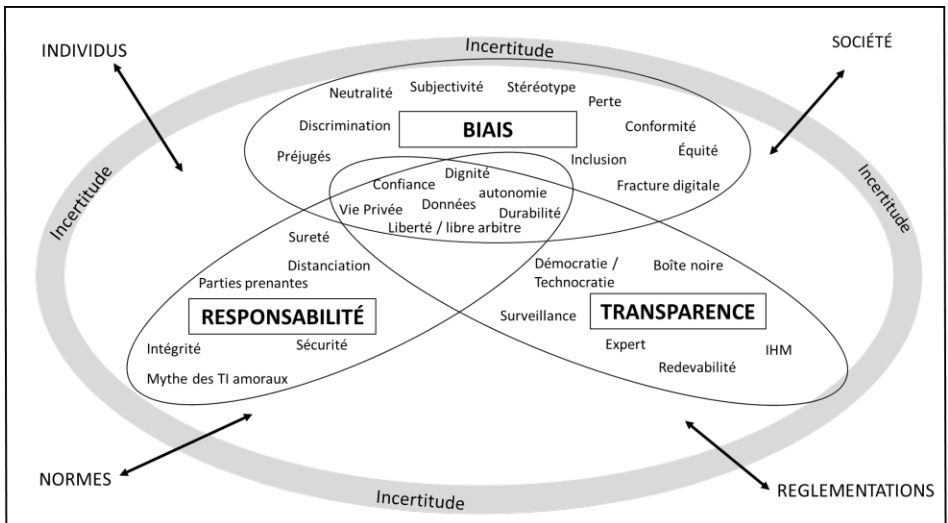 INDIVIDUS
SOCIÉTÉ
Incertitude
Neutralité
Subjectivité
Stéréotype
Perte
Discrimination
BIAIS
Conformité
Préjugés
Inclusion
Équité
Fracture digitale
Incertitude
Incertitude
Dignité
Confiance
autonomie
Données
Vie Privée
Durabilité
Liberté / libre arbitre
Sureté
Distanciation
Parties prenantes
RESPONSABILITÉ
Intégrité
Sécurité
Mythe des TI amoraux
Démocratie /
Technocratie
Boîte noire
Surveillance
TRANSPARENCE
Expert
IHM
Redevabilité
NORMES
Incertitude
REGLEMENTATIONS